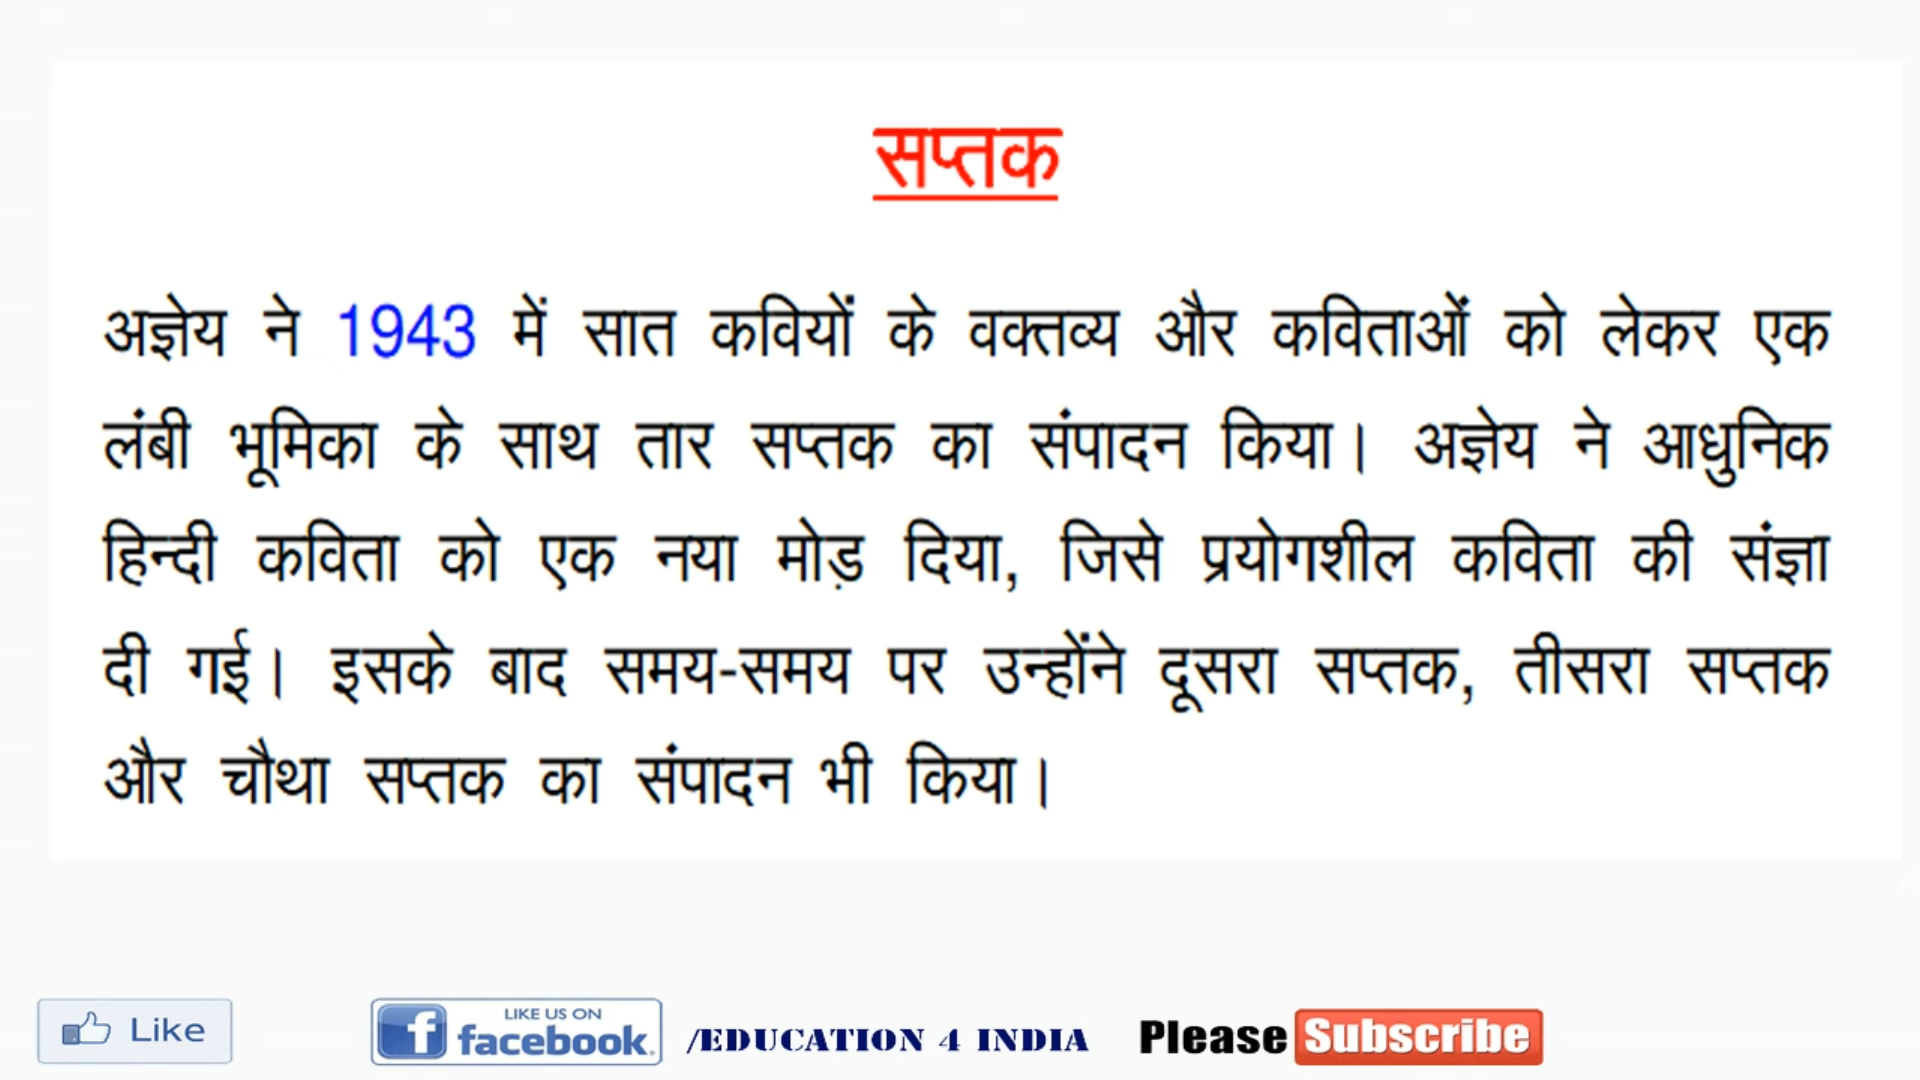 सप्तक
अज्ञेय ने 1943 में सात कवियों के वक्तव्य और कविताओं को लेकर एक
लंबी भूमिका के साथ तार सप्तक का संपादन किया। अज्ञेय ने आधुनिक
हिन्दी कविता को एक नया मोड़ दिया, जिसे प्रयोगशील कविता की संज्ञा
दी गई। इसके बाद समय-समय पर उन्होंने दूसरा सप्तक, तीसरा सप्तक
और चौथा सप्तक का संपादन भी किया।
Like
LIKE US ON
facebook.
/EDUCATION 4 INDIA
Please Subscribe